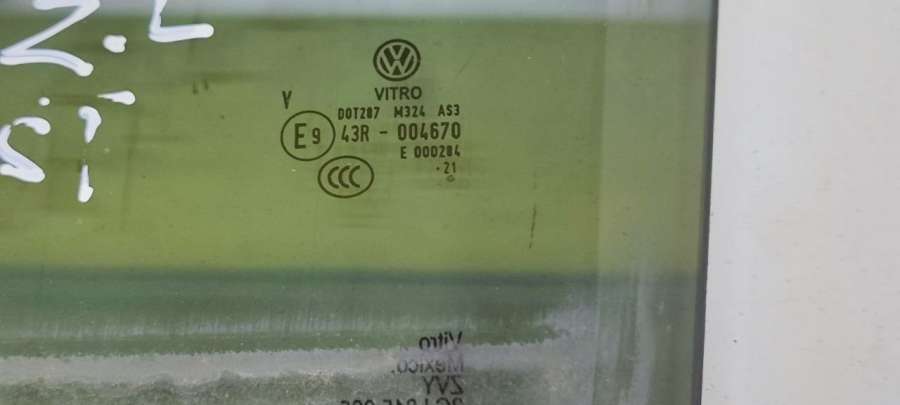 VITRO
V
DOT287 M324 AS3
E9 43R - 004670
E 000284
CCC
·21
Vitro
Mexico.
ZVY